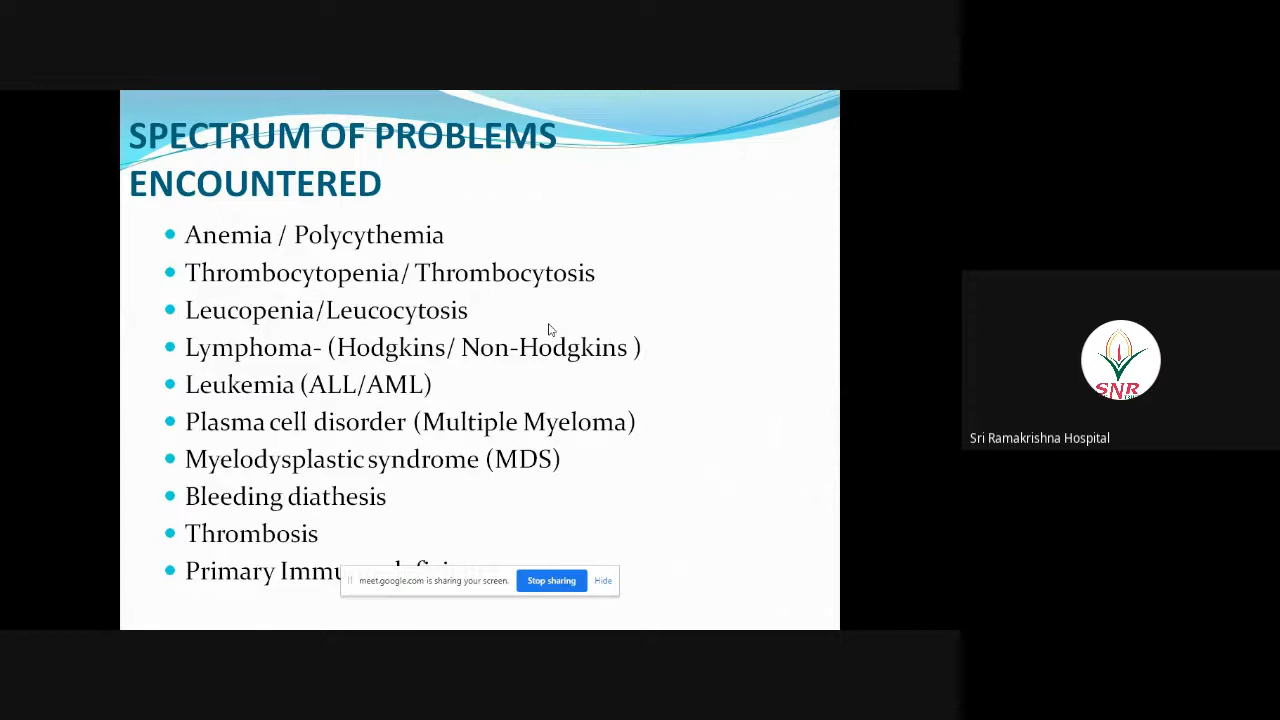 SPECTRUM OF PROBLEMS
ENCOUNTERED
Anemia / Polycythemia
Thrombocytopenia/ Thrombocytosis
Leucopenia/Leucocytosis
Lymphoma- (Hodgkins/ Non-Hodgkins )
Leukemia (ALL/AML)
Plasma cell disorder (Multiple Myeloma)
Myelodysplastic syndrome (MDS)
Bleeding diathesis
Thrombosis
Primary
meet.google.com is sharing your screen.
Stop sharing
Hide
SNR
Sri Ramakrishna Hospital